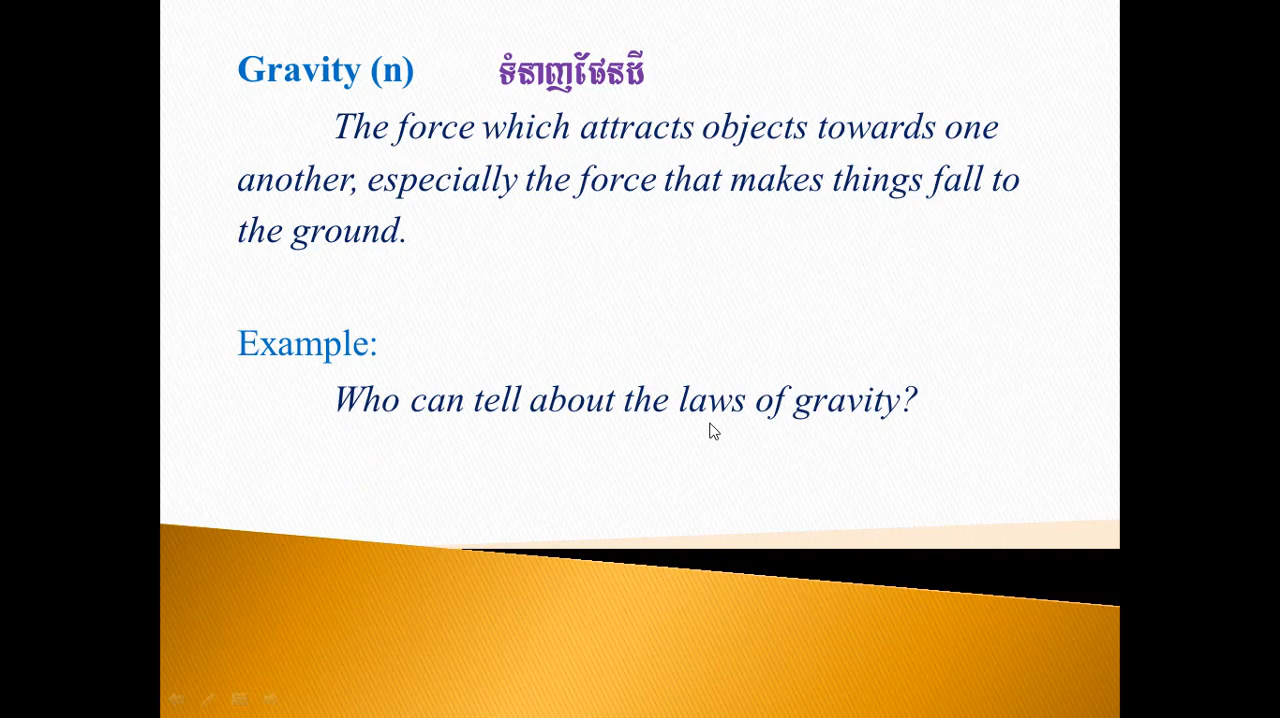 Gravity (n) ទំនាញផែនដី
The force which attracts objects towards one
another, especially the force that makes things fall to
the ground.
Example:
Who can tell about the laws of gravity?